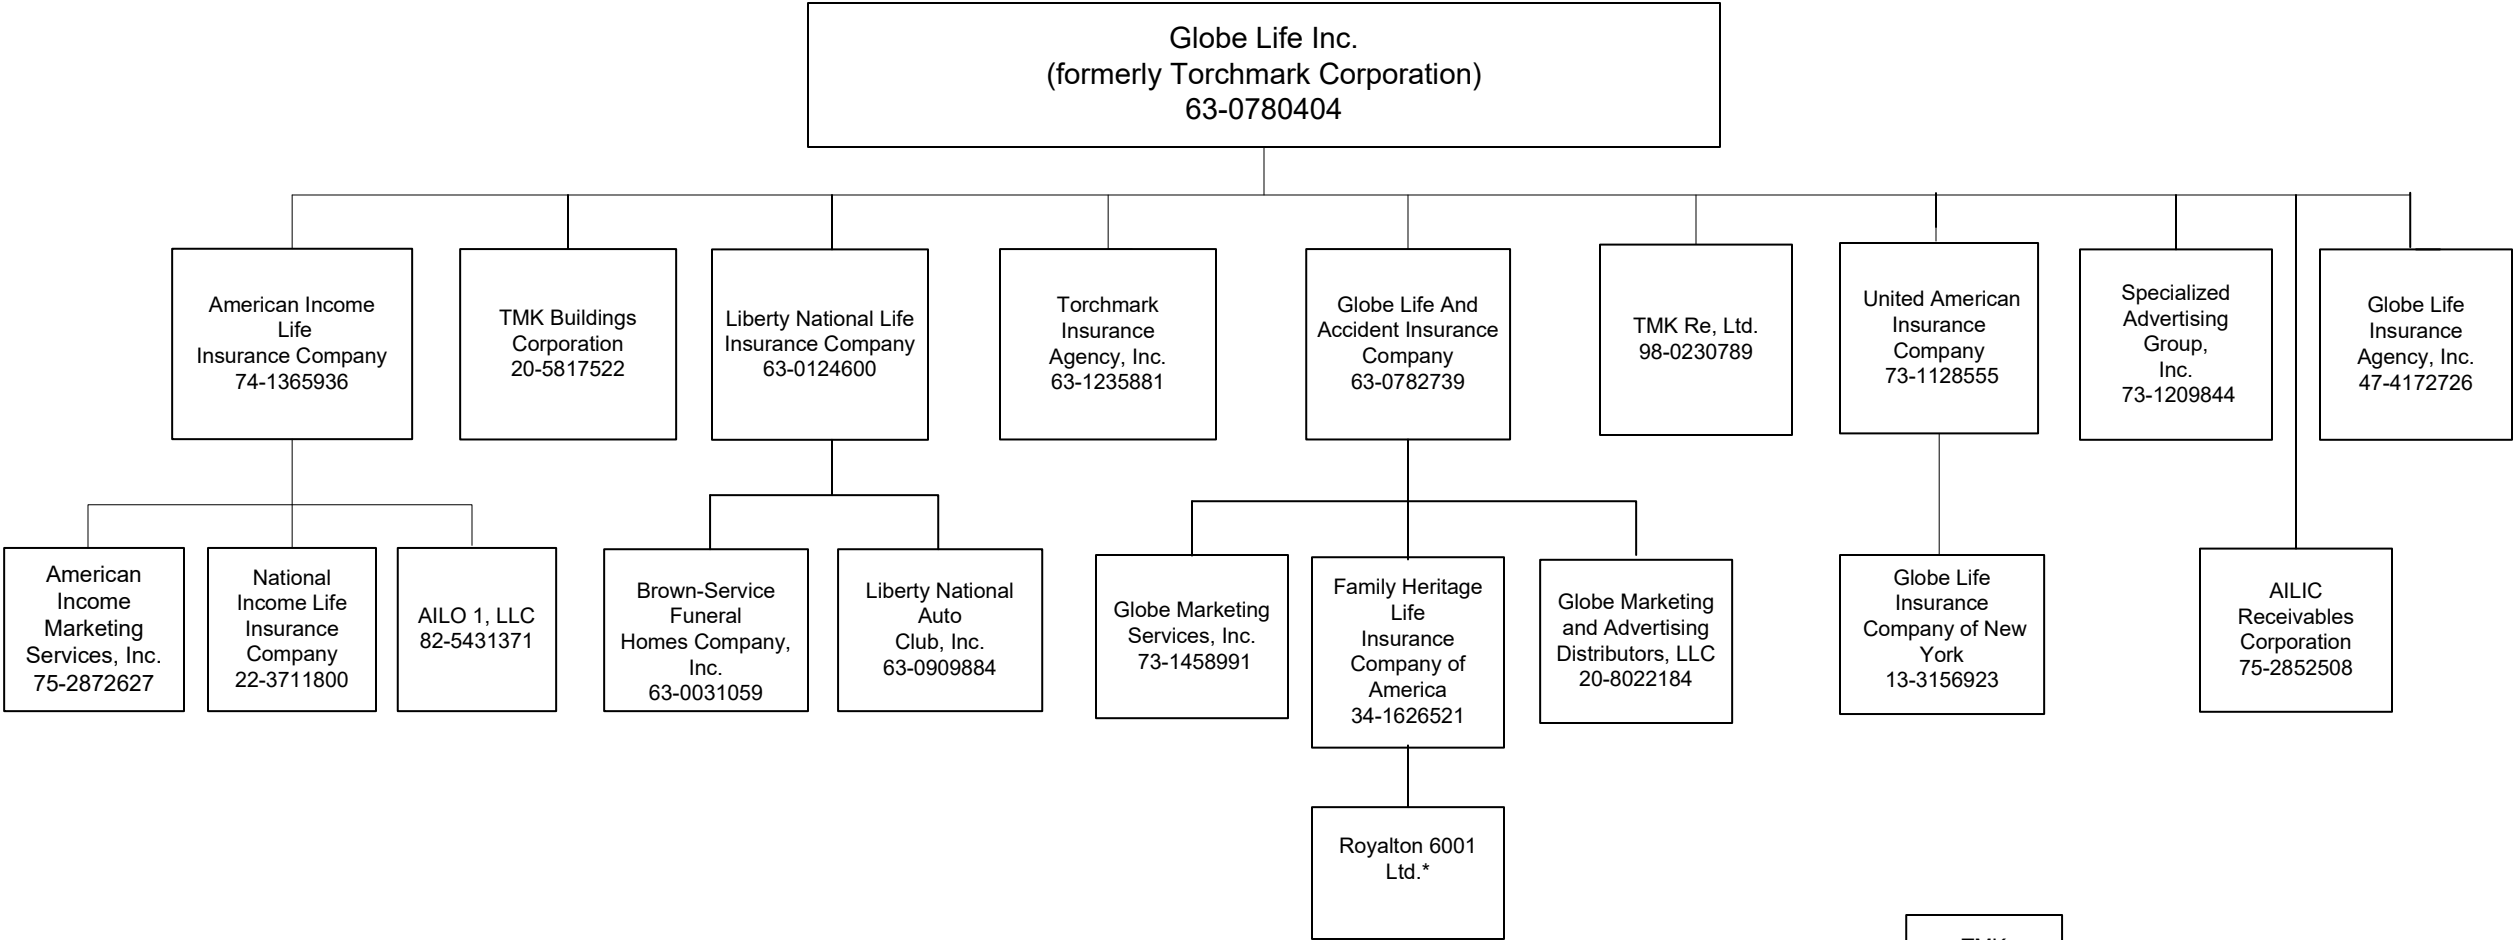 Globe Life Inc.
(formerly Torchmark Corporation)
63-0780404
American Income
Life
Insurance Company
74-1365936
TMK Buildings
Corporation
20-5817522
Liberty National Life
Insurance Company
63-0124600
Torchmark
Insurance
Agency, Inc.
63-1235881
Globe Life And
Accident Insurance
Company
63-0782739
TMK Re, Ltd.
98-0230789
United American
Insurance
Company
73-1128555
Specialized
Advertising
Group,
Inc.
73-1209844
Globe Life
Insurance
Agency, Inc.
47-4172726
American
Income
Marketing
Services, Inc.
75-2872627
National
Income Life
Insurance
Company
22-3711800
AILO 1, LLC
82-5431371
Brown-Service
Funeral
Homes Company,
Inc.
63-0031059
Liberty National
Auto
Club, Inc.
63-0909884
Globe Marketing
Services, Inc.
73-1458991
Family Heritage
Life
Insurance
Company of
America
34-1626521
Globe Marketing
and Advertising
Distributors, LLC
20-8022184
Globe Life
Insurance
Company of New
York
13-3156923
AILIC
Receivables
Corporation
75-2852508
Royalton 6001
Ltd.*
TMK